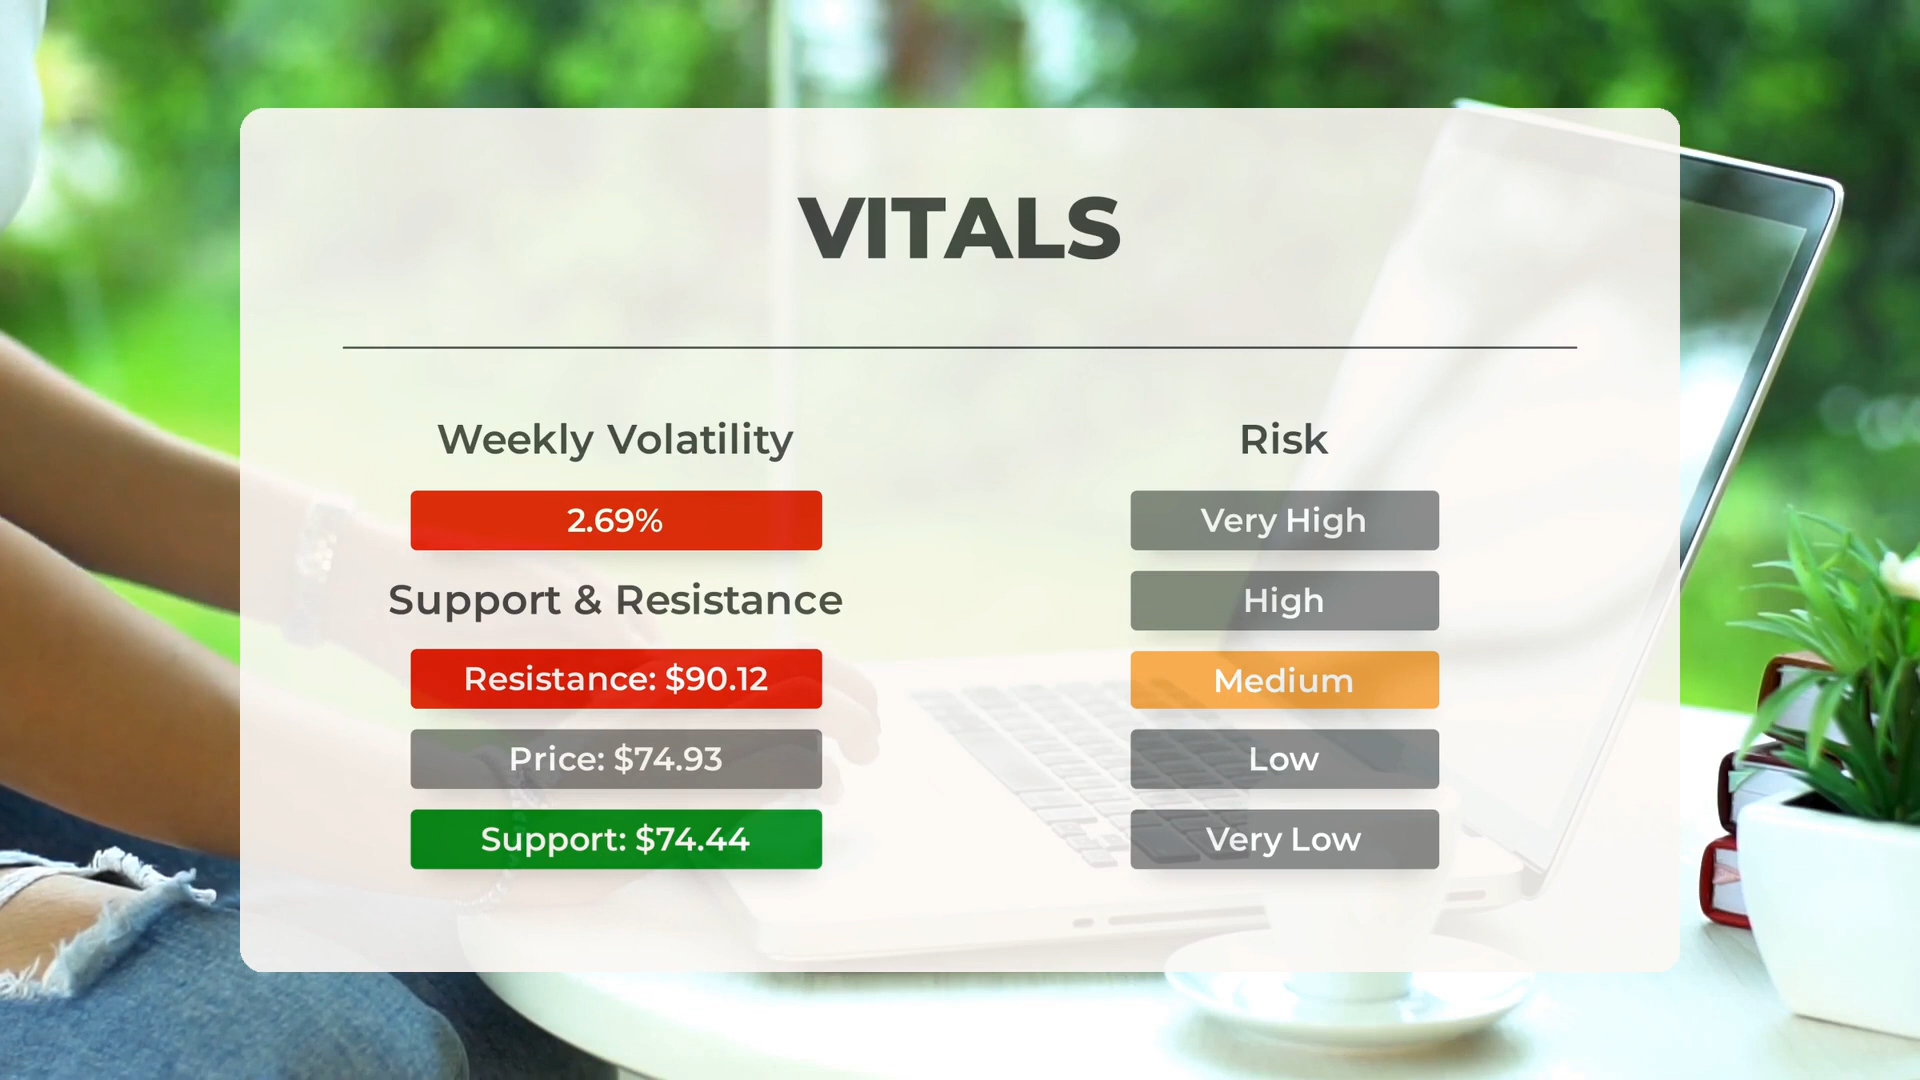 VITALS
Weekly Volatility
2.69%
Support & Resistance
Resistance: $90.12
Price: $74.93
Support: $74.44
Risk
Very High
High
Medium
Low
Very Low